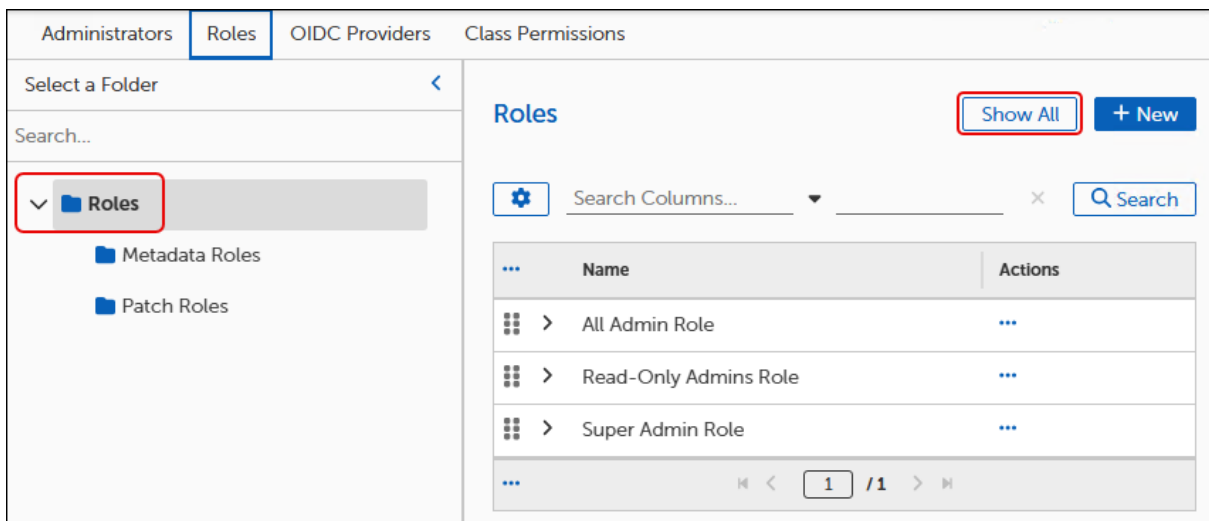 Administrators Roles OIDC Providers Class Permissions
Select a Folder
Search...
Roles
Metadata Roles
Patch Roles
Roles
Show All
+ New
Search Columns...
Search
... Name Actions
All Admin Role ...
Read-Only Admins Role ...
Super Admin Role ...
... 1 / 1